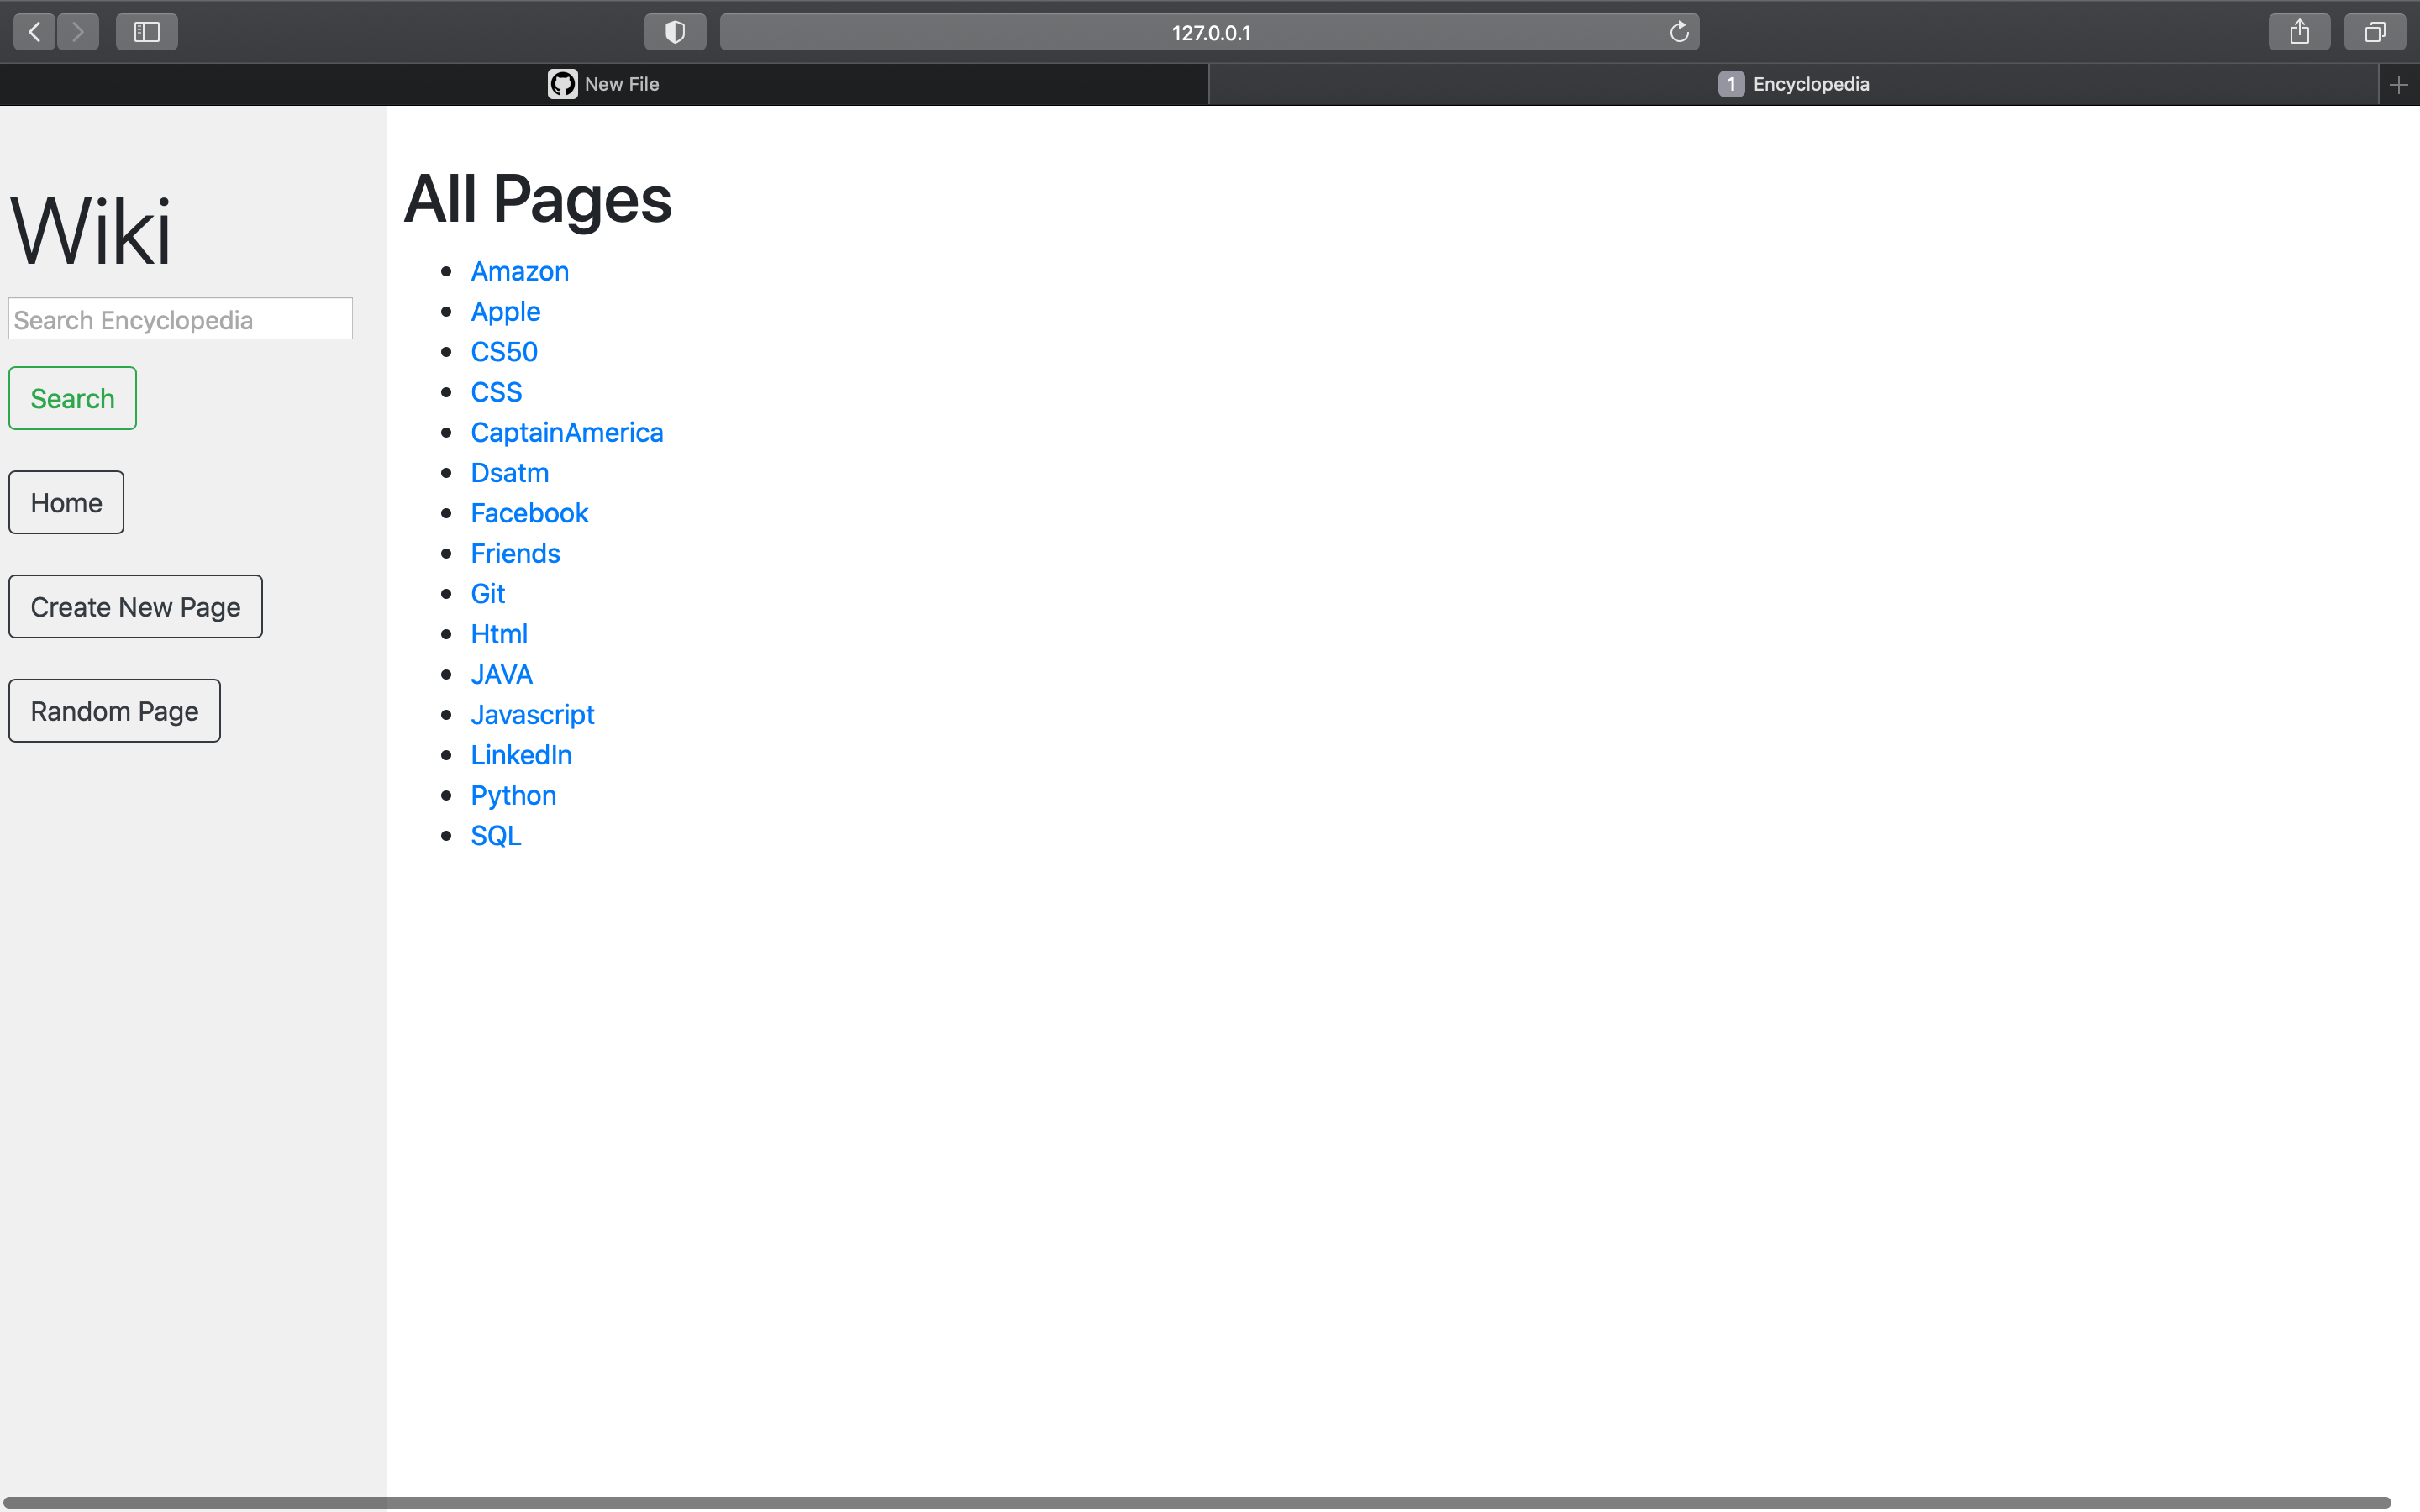 127.0.0.1
New File
1 Encyclopedia
Wiki
Search Encyclopedia
Search
Home
Create New Page
Random Page
All Pages
Amazon
Apple
CS50
CSS
CaptainAmerica
Dsatm
Facebook
Friends
Git
Html
JAVA
Javascript
LinkedIn
Python
SQL